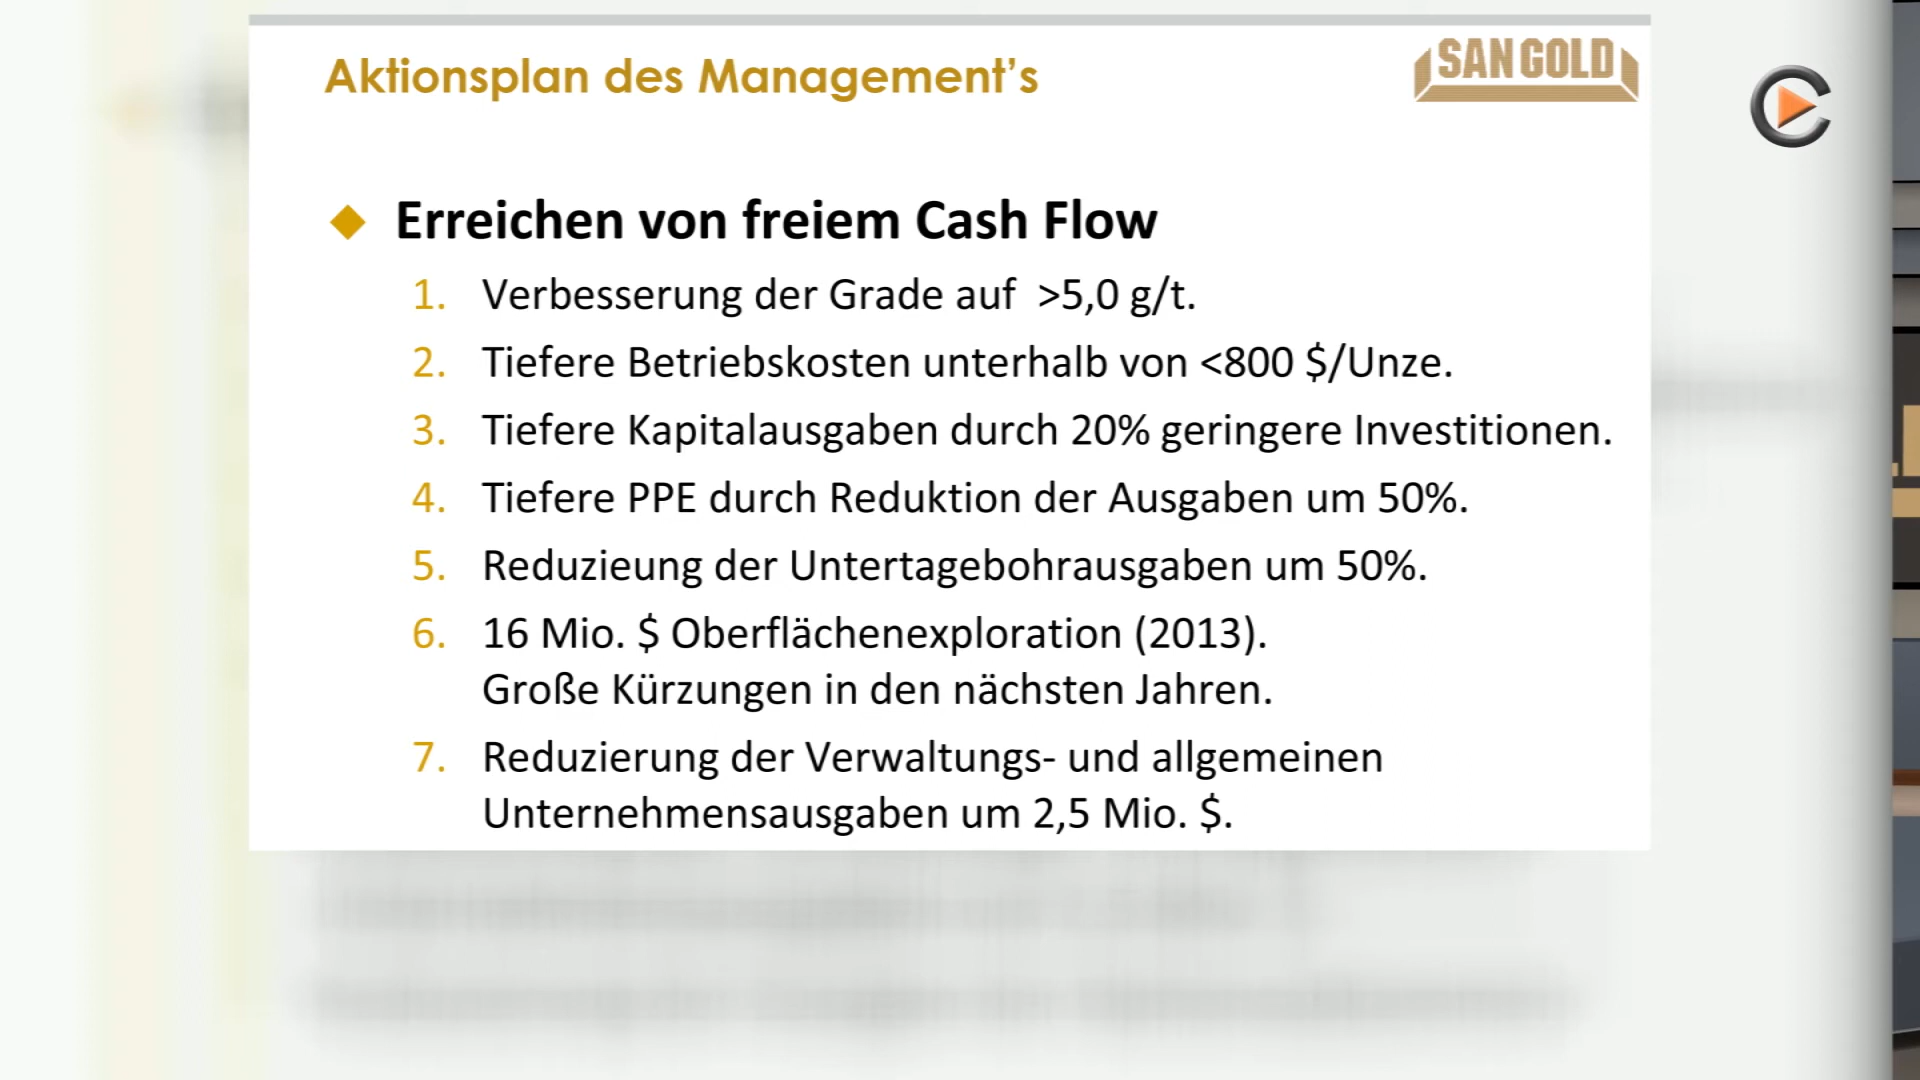 Aktionsplan des Management’s
SAN GOLD
Erreichen von freiem Cash Flow
1. Verbesserung der Grade auf >5,0 g/t.
2. Tiefere Betriebskosten unterhalb von <800 $/Unze.
3. Tiefere Kapitalausgaben durch 20% geringere Investitionen.
4. Tiefere PPE durch Reduktion der Ausgaben um 50%.
5. Reduzieung der Untertagebohrausgaben um 50%.
6. 16 Mio. $ Oberflächenexploration (2013).
Große Kürzungen in den nächsten Jahren.
7. Reduzierung der Verwaltungs- und allgemeinen
Unternehmensausgaben um 2,5 Mio. $.